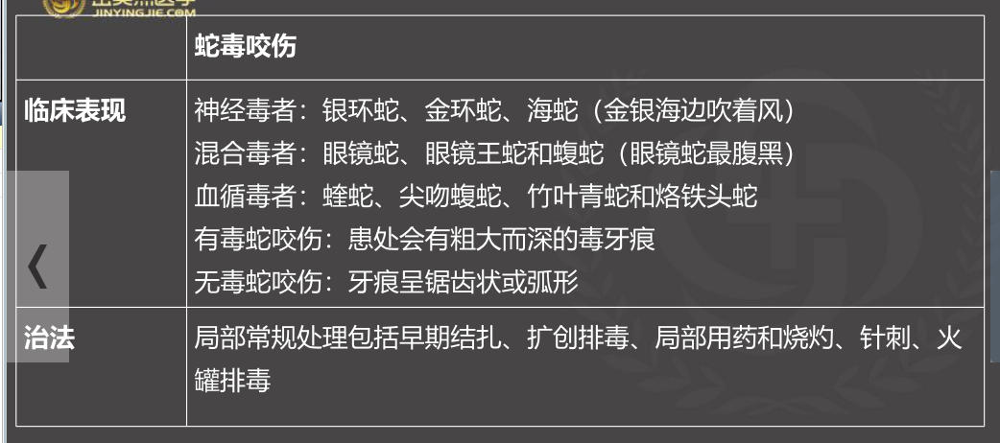 JINYINGJIE.COM
蛇毒咬伤
临床表现
神经毒者：银环蛇、金环蛇、海蛇（金银海边吹着风）
混合毒者：眼镜蛇、眼镜王蛇和蝮蛇（眼镜蛇最腹黑）
血循毒者：蝰蛇、尖吻蝮蛇、竹叶青蛇和烙铁头蛇
有毒蛇咬伤：患处会有粗大而深的毒牙痕
无毒蛇咬伤：牙痕呈锯齿状或弧形
治法
局部常规处理包括早期结扎、扩创排毒、局部用药和烧灼、针刺、火
罐排毒